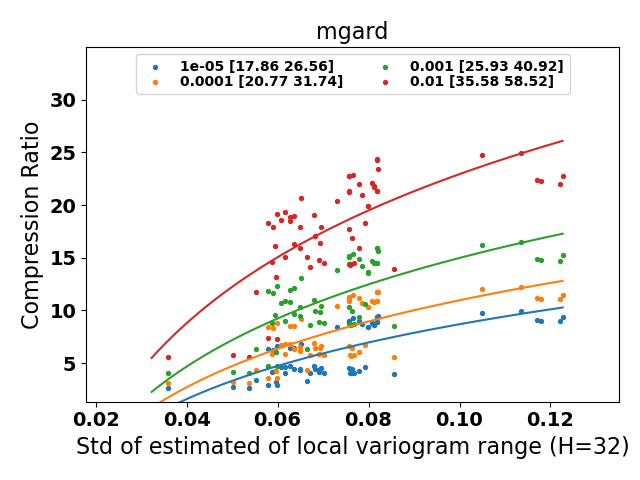 mgard
1e-05 [17.86 26.56]
0.0001 [20.77 31.74]
0.001 [25.93 40.92]
0.01 [35.58 58.52]
Compression Ratio
30
25
20
15
10
5
0.02 0.04 0.06 0.08 0.10 0.12
Std of estimated of local variogram range (H=32)